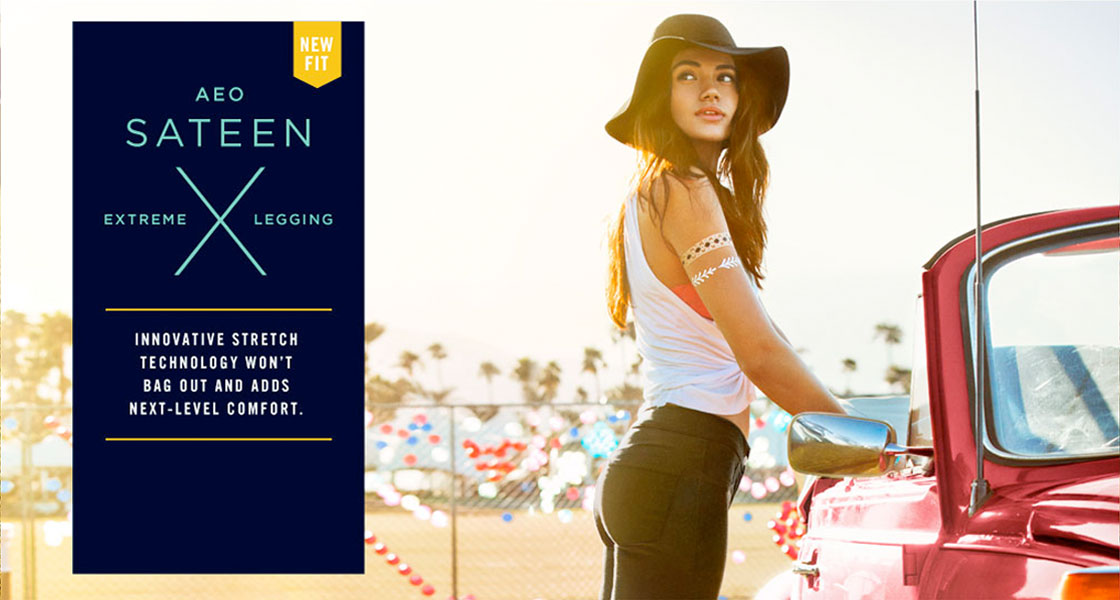 NEW
FIT
AEO
SATEEN
EXTREME X LEGGING
INNOVATIVE STRETCH
TECHNOLOGY WON'T
BAG OUT AND ADDS
NEXT-LEVEL COMFORT.